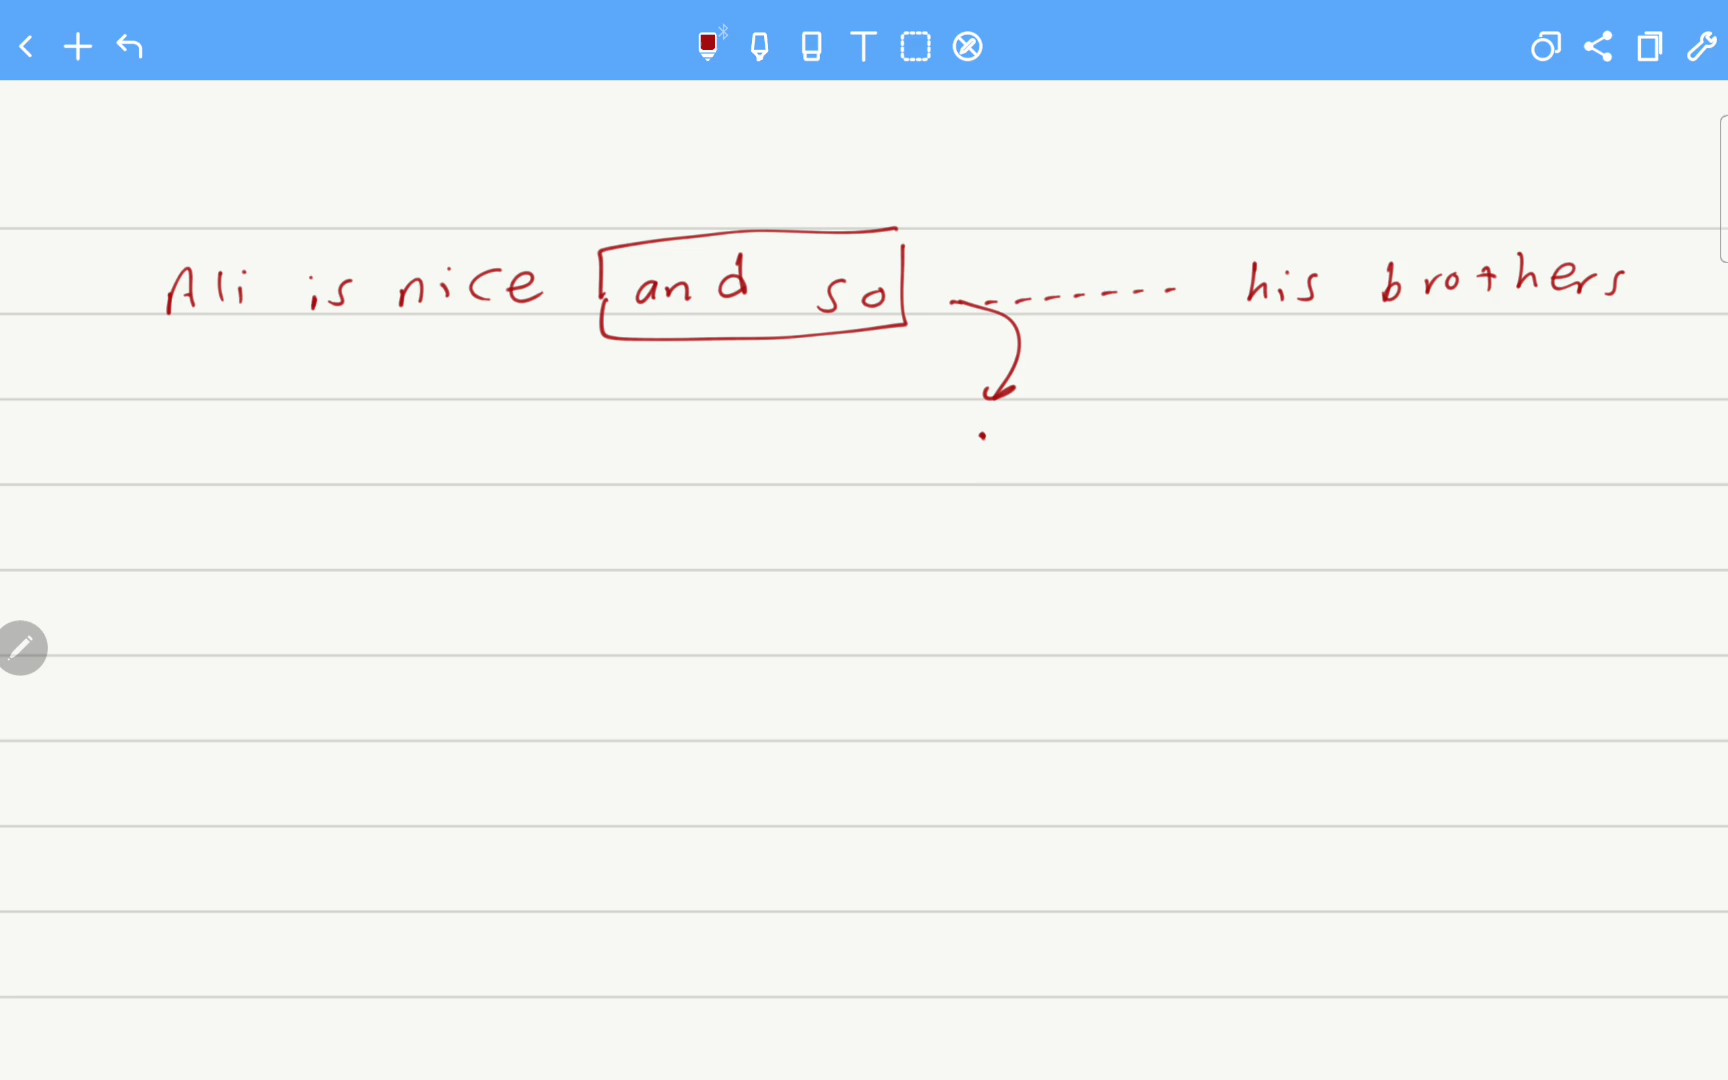 Ali is nice and so -------- his brothers